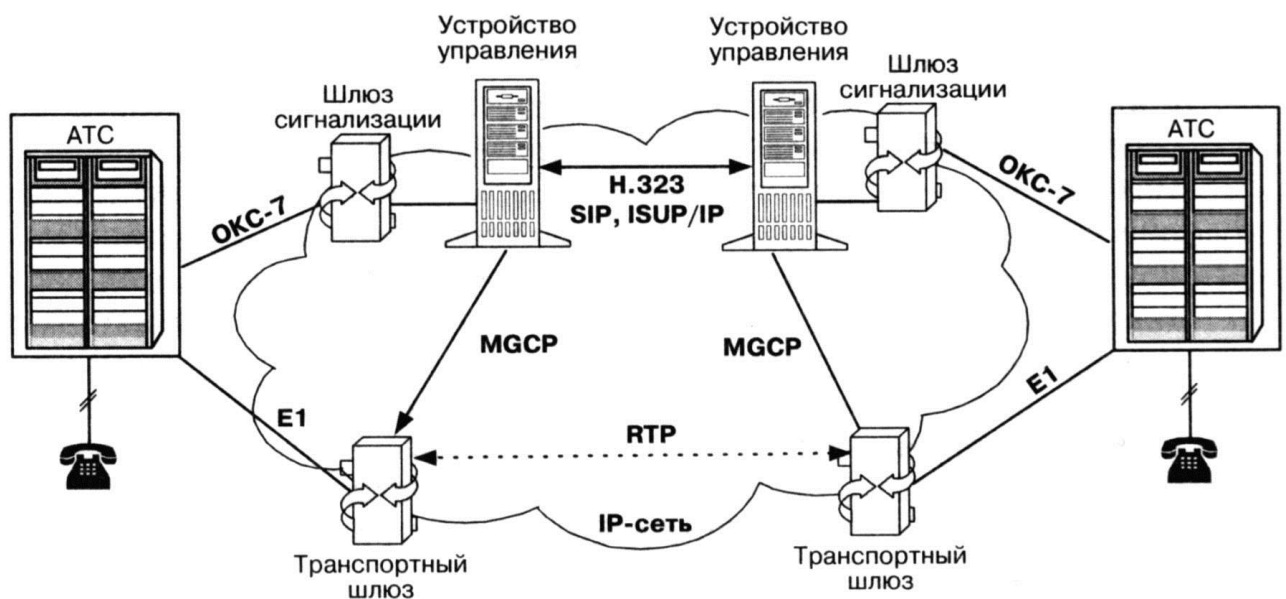 Устройство
управления
Устройство
управления
Шлюз
сигнализации
Шлюз
сигнализации
АТС
АТС
ОКС-7
H.323
SIP, ISUP/IP
ОКС-7
MGCP
MGCP
E1
E1
RTP
IP-сеть
Транспортный
шлюз
Транспортный
шлюз